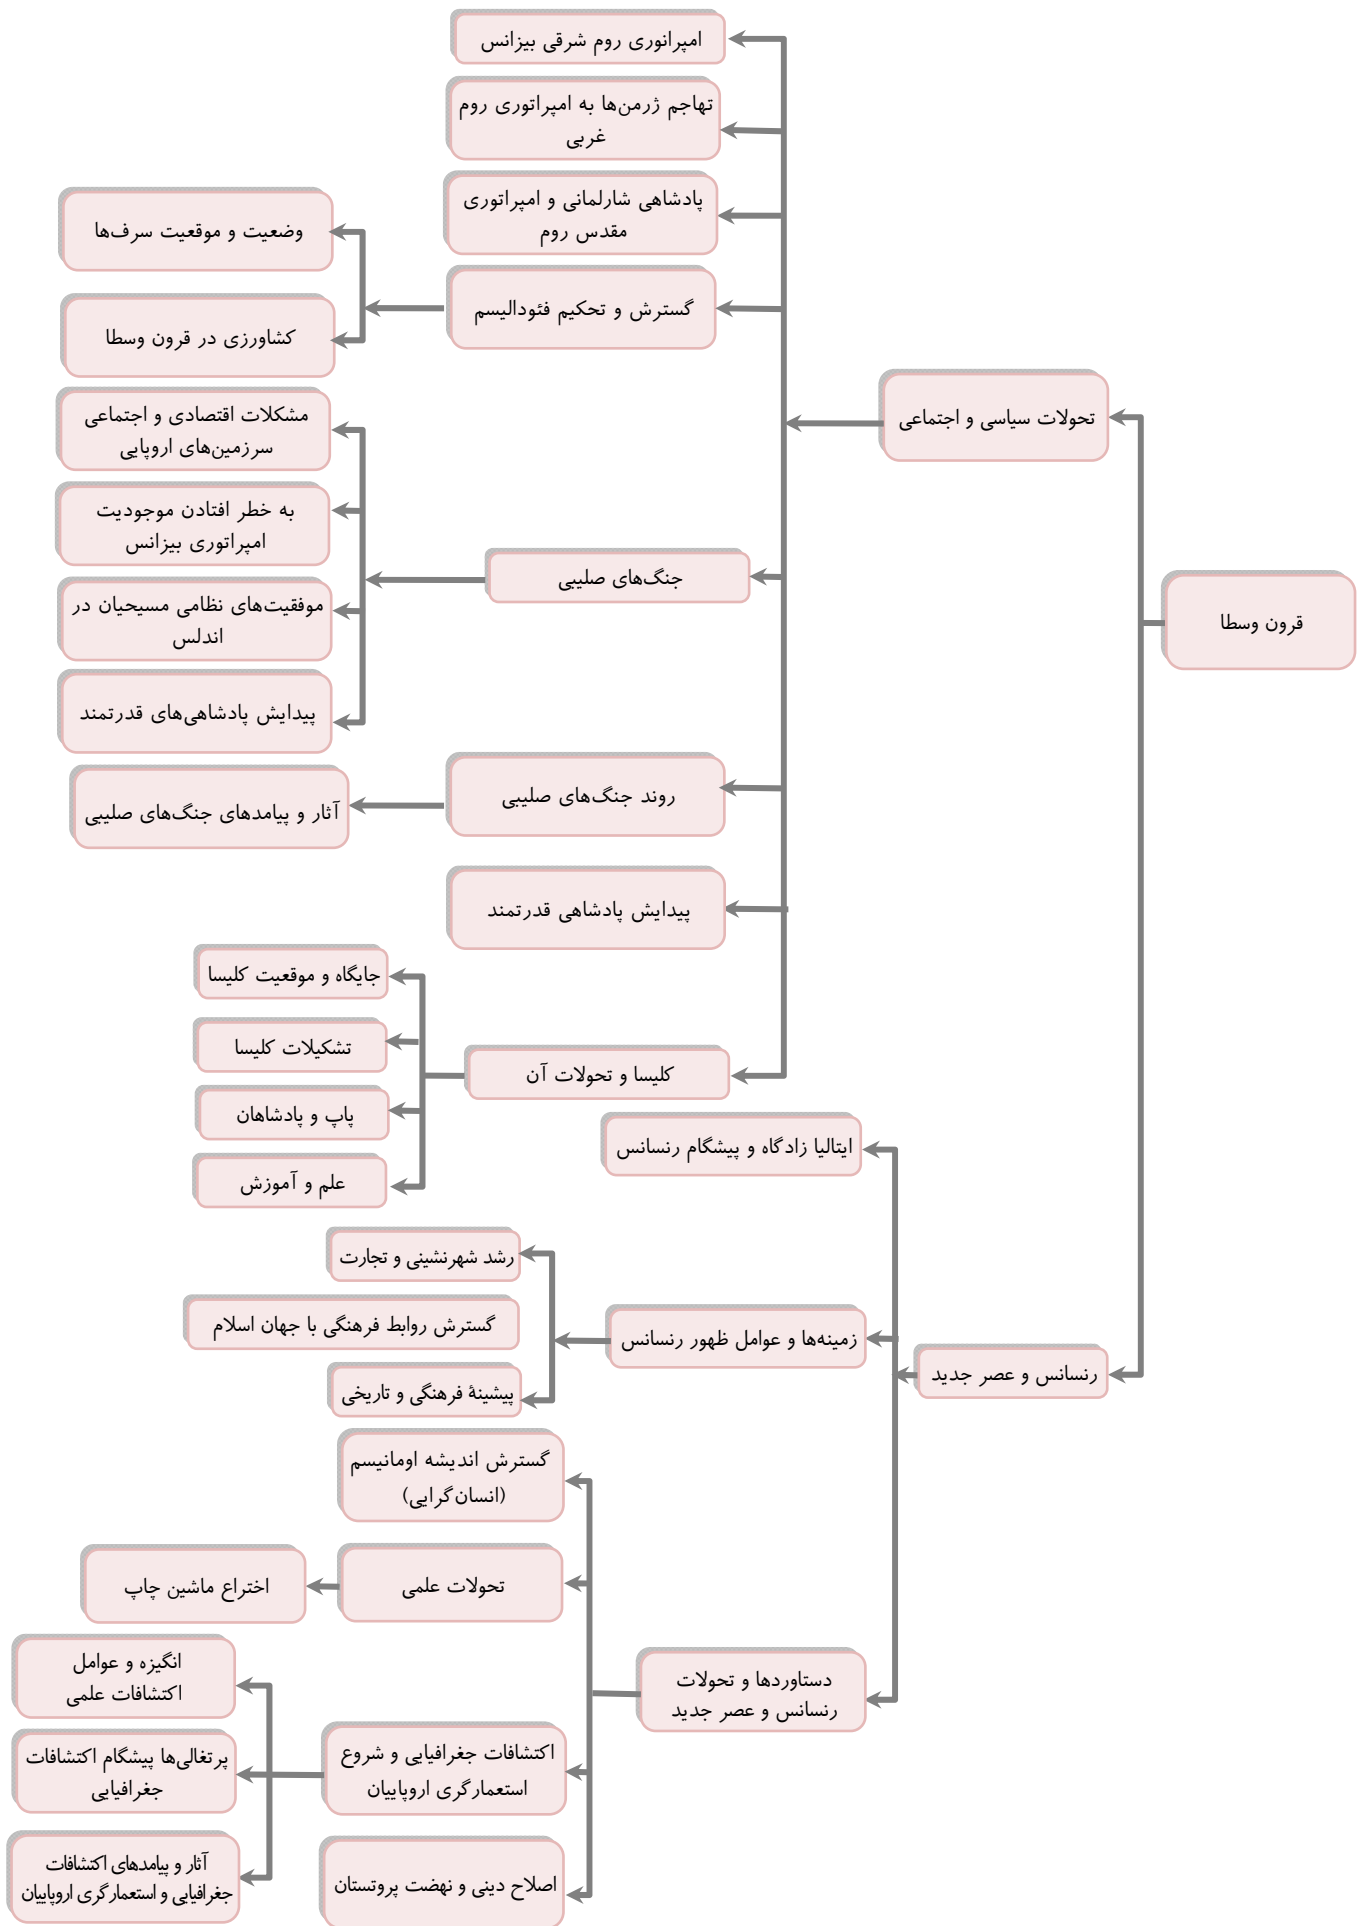 امپرانوری روم شرقی بیزانس
تهاجم ژرمن‌ها به امپراتوری روم
غربی
پادشاهی شارلمانی و امپراتوری
مقدس روم
وضعیت و موقعیت سرف‌ها
گسترش و تحکیم فئودالیسم
کشاورزی در قرون وسطا
تحولات سیاسی و اجتماعی
مشکلات اقتصادی و اجتماعی
سرزمین‌های اروپایی
به خطر افتادن موجودیت
امپراتوری بیزانس
جنگ‌های صلیبی
موفقیت‌های نظامی مسیحیان در
اندلس
قرون وسطا
پیدایش پادشاهی‌های قدرتمند
روند جنگ‌های صلیبی
آثار و پیامدهای جنگ‌های صلیبی
پیدایش پادشاهی قدرتمند
جایگاه و موقعیت کلیسا
تشکیلات کلیسا
کلیسا و تحولات آن
پاپ و پادشاهان
علم و آموزش
ایتالیا زادگاه و پیشگام رنسانس
رشد شهرنشینی و تجارت
گسترش روابط فرهنگی با جهان اسلام
زمینه‌ها و عوامل ظهور رنسانس
رنسانس و عصر جدید
پیشینهٔ فرهنگی و تاریخی
گسترش اندیشه اومانیسم
(انسان‌گرایی)
تحولات علمی
اختراع ماشین چاپ
دستاوردها و تحولات
رنسانس و عصر جدید
انگیزه و عوامل
اکتشافات علمی
اکتشافات جغرافیایی و شروع
استعمارگری اروپاییان
پرتغالی‌ها پیشگام اکتشافات
جغرافیایی
آثار و پیامدهای اکتشافات
جغرافیایی و استعمارگری اروپاییان
اصلاح دینی و نهضت پروتستان